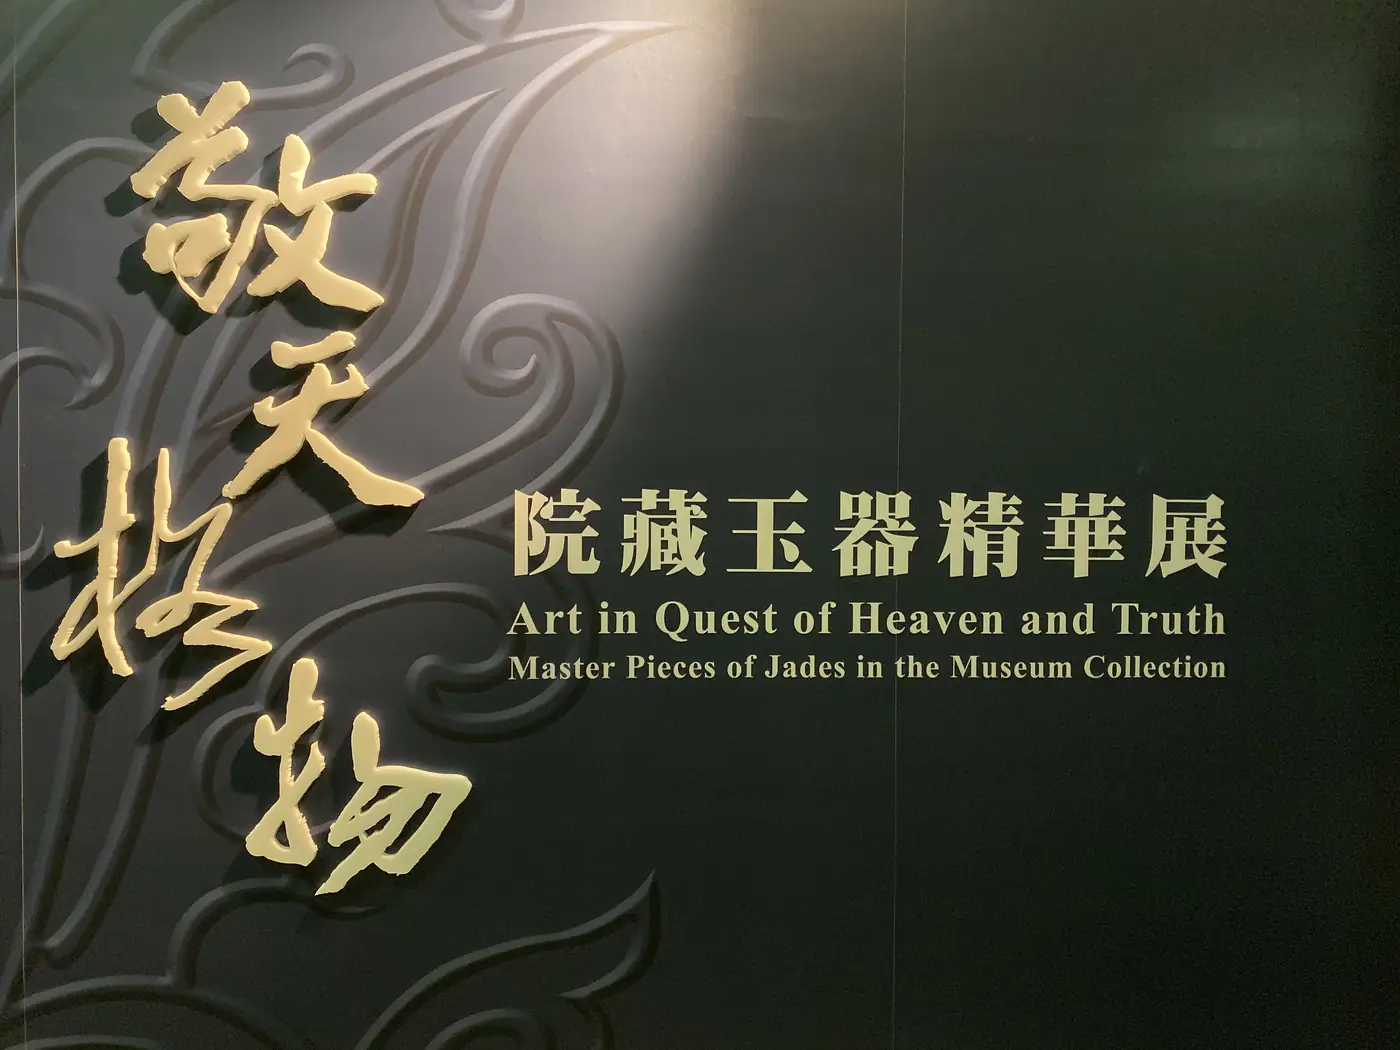 敬天格物
院藏玉器精華展
Art in Quest of Heaven and Truth
Master Pieces of Jades in the Museum Collection